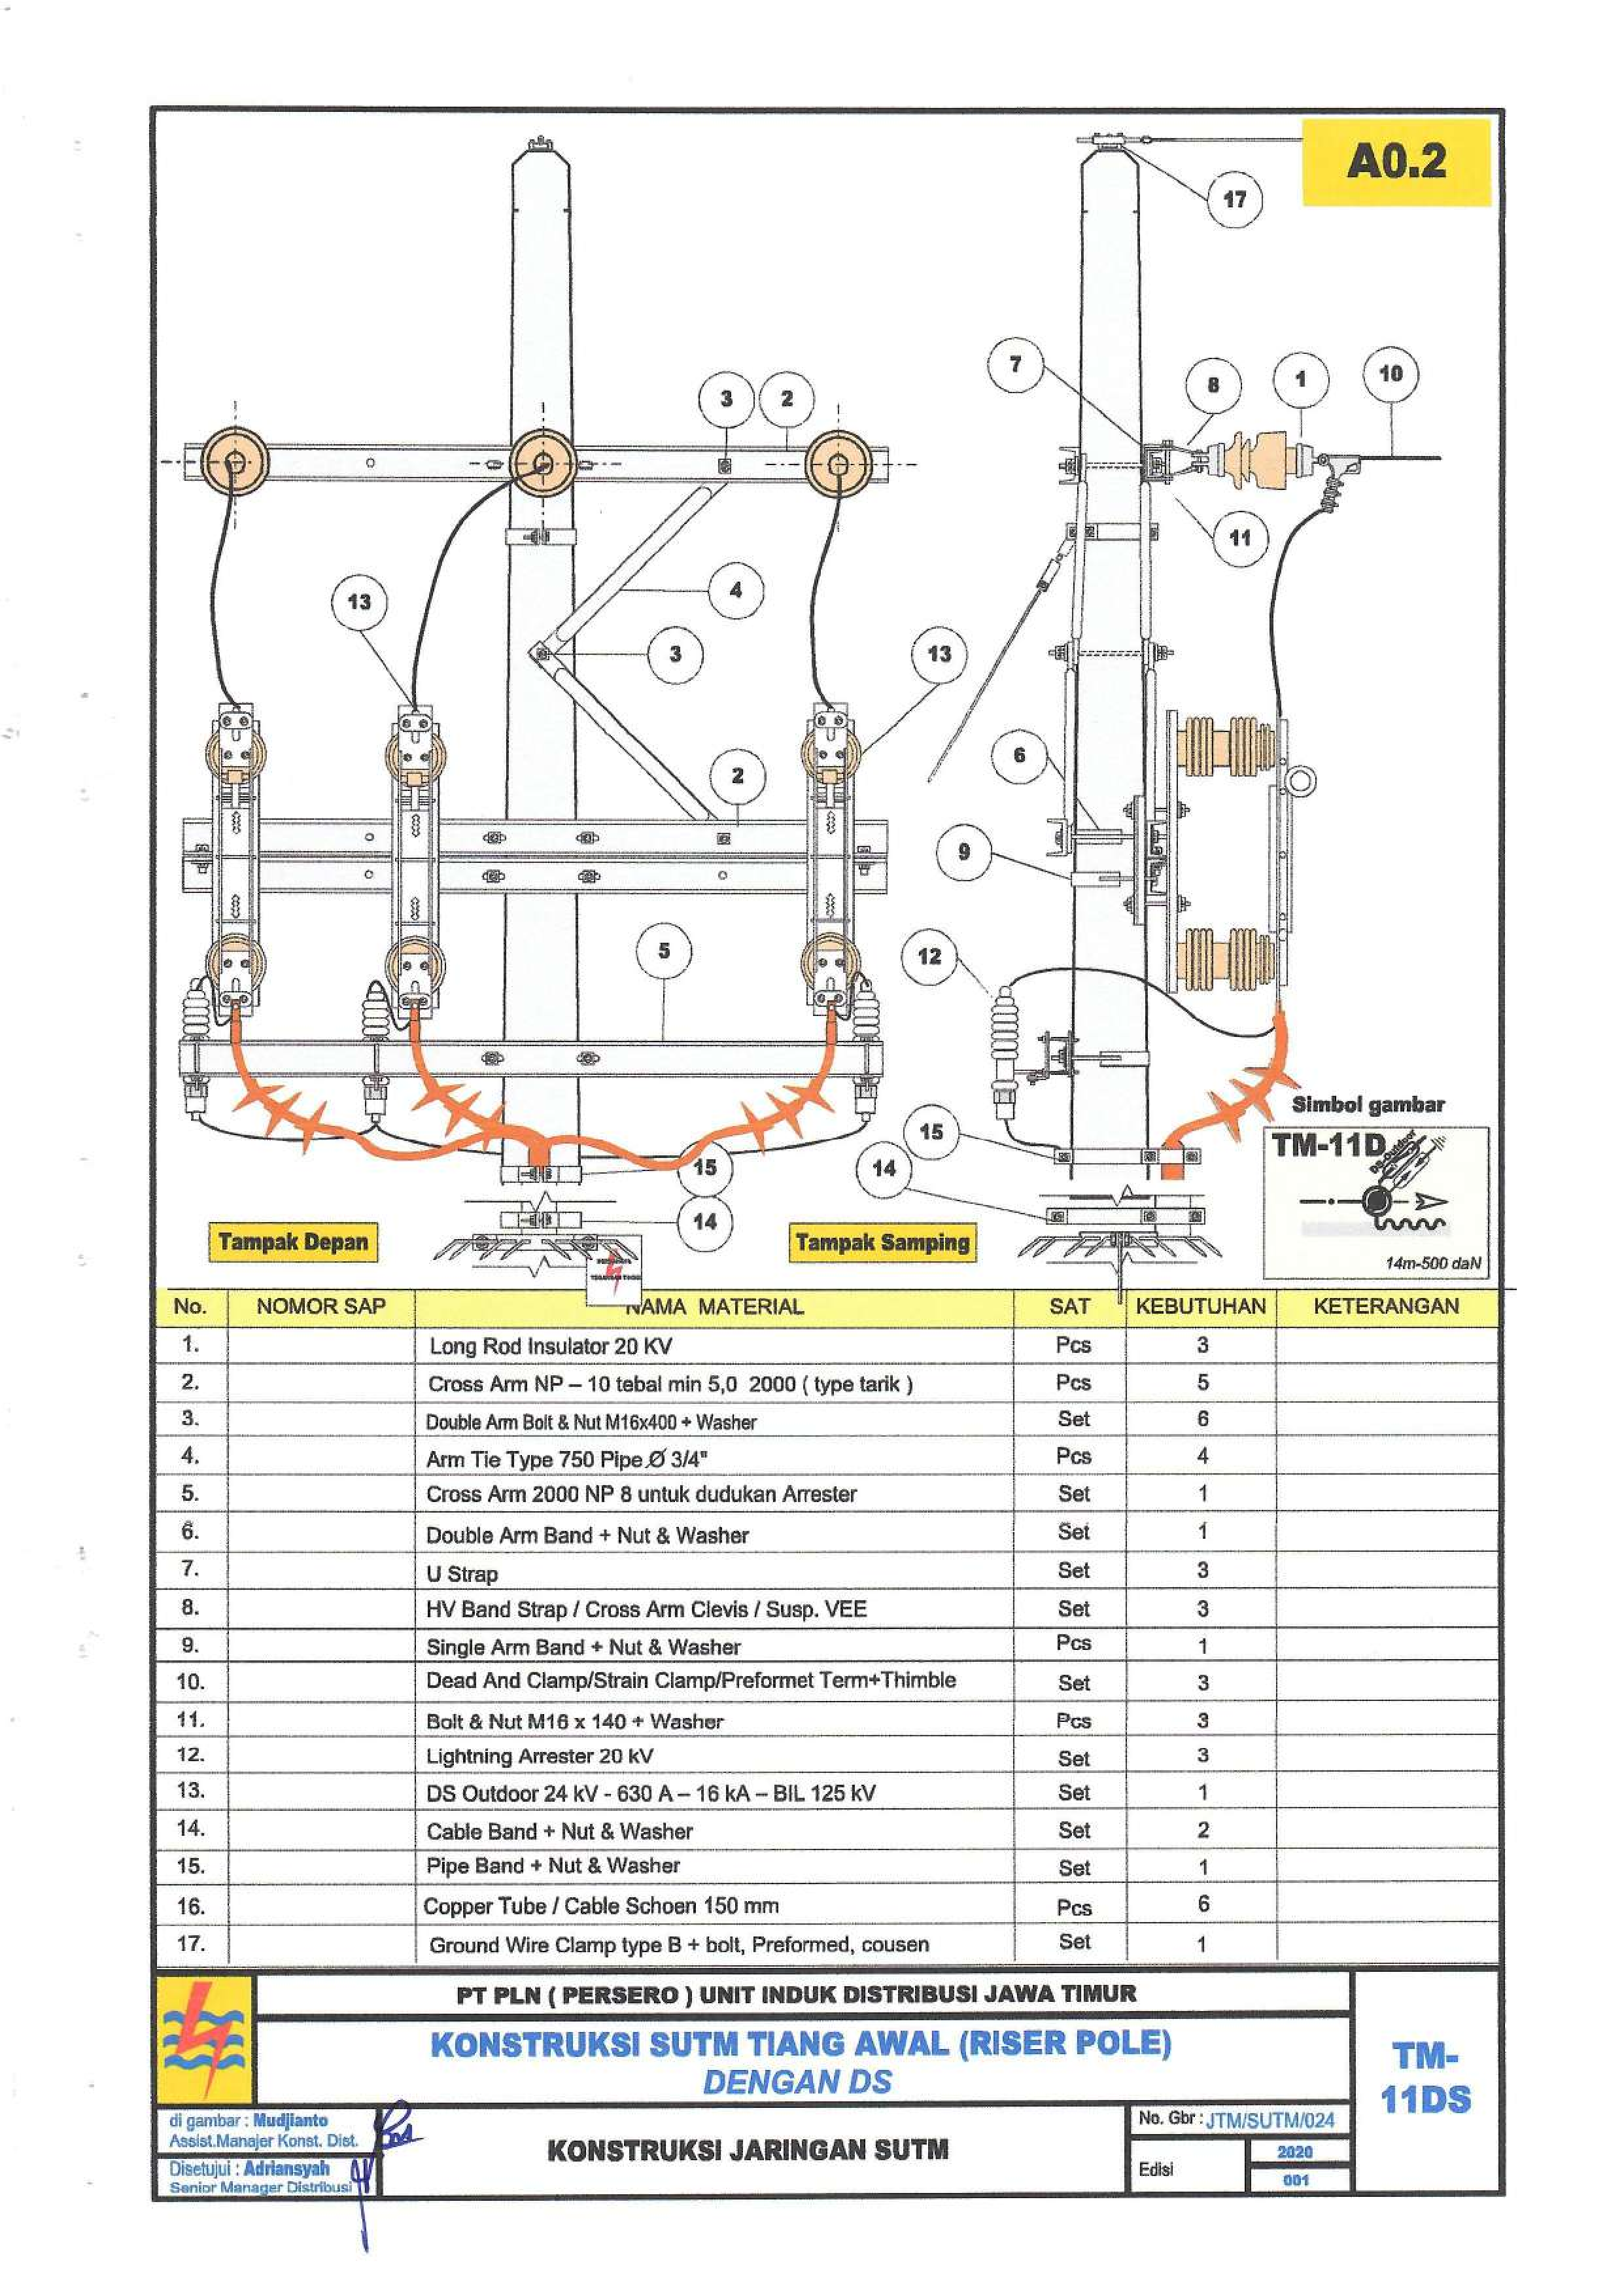 A0.2
17
7
8
1
10
3
2
11
13
4
3
13
6
2
9
5
12
15
15
14
14
Simbol gambar
TM-11D
DS-Outdoor
14m-500 daN
Tampak Depan
Tampak Samping
No. NOMOR SAP NAMA MATERIAL SAT KEBUTUHAN KETERANGAN
1. Long Rod Insulator 20 KV Pcs 3
2. Cross Arm NP – 10 tebal min 5,0 2000 ( type tarik ) Pcs 5
3. Double Arm Bolt & Nut M16x400 + Washer Set 6
4. Arm Tie Type 750 Pipe Ø 3/4" Pcs 4
5. Cross Arm 2000 NP 8 untuk dudukan Arrester Set 1
6. Double Arm Band + Nut & Washer Set 1
7. U Strap Set 3
8. HV Band Strap / Cross Arm Clevis / Susp. VEE Set 3
9. Single Arm Band + Nut & Washer Pcs 1
10. Dead And Clamp/Strain Clamp/Preformet Term+Thimble Set 3
11. Bolt & Nut M16 x 140 + Washer Pcs 3
12. Lightning Arrester 20 kV Set 3
13. DS Outdoor 24 kV - 630 A – 16 kA – BIL 125 kV Set 1
14. Cable Band + Nut & Washer Set 2
15. Pipe Band + Nut & Washer Set 1
16. Copper Tube / Cable Schoen 150 mm Pcs 6
17. Ground Wire Clamp type B + bolt, Preformed, cousen Set 1
PT PLN ( PERSERO ) UNIT INDUK DISTRIBUSI JAWA TIMUR
KONSTRUKSI SUTM TIANG AWAL (RISER POLE)
DENGAN DS
TM-
11DS
di gambar : Mudjianto
Assist.Manajer Konst. Dist.
Disetujui : Adriansyah
Senior Manager Distribusi
KONSTRUKSI JARINGAN SUTM
No. Gbr : JTM/SUTM/024
Edisi
2020
001